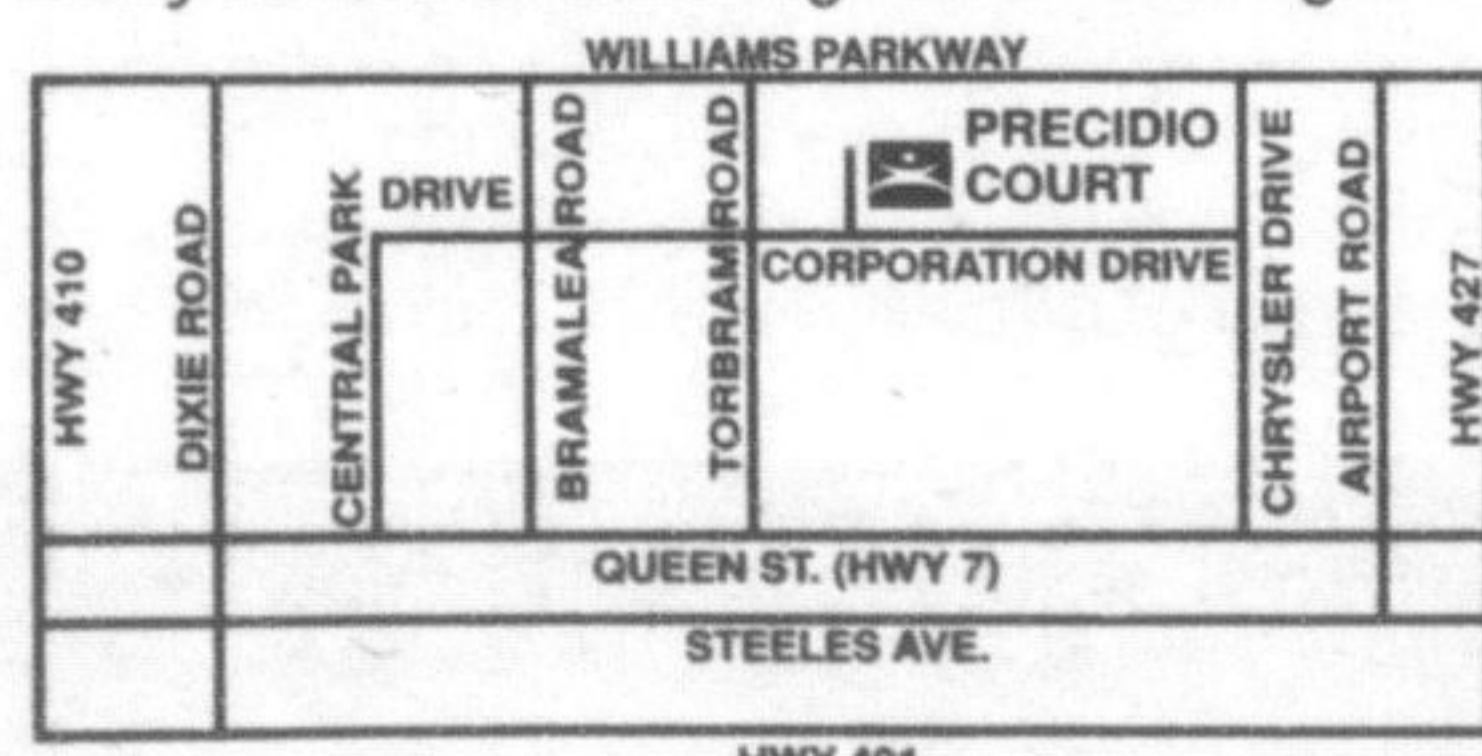 WILLIAMS PARKWAY
HWY 410
DIXIE ROAD
CENTRAL PARK
DRIVE
BRAMALEA ROAD
TORBRAM ROAD
PRECIDIO
COURT
CORPORATION DRIVE
CHRYSLER DRIVE
AIRPORT ROAD
HWY 427
QUEEN ST. (HWY 7)
STEELES AVE.